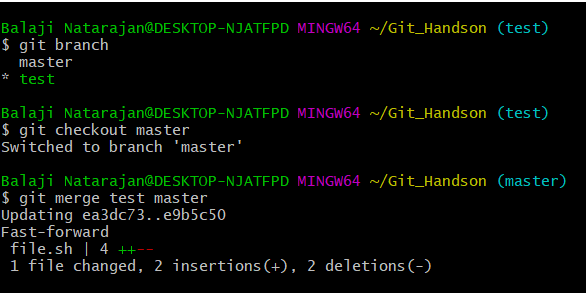 Balaji Natarajan@DESKTOP-NJATFPD MINGW64 ~/Git_Handson (test)
$ git branch
  master
* test
Balaji Natarajan@DESKTOP-NJATFPD MINGW64 ~/Git_Handson (test)
$ git checkout master
Switched to branch 'master'
Balaji Natarajan@DESKTOP-NJATFPD MINGW64 ~/Git_Handson (master)
$ git merge test master
Updating ea3dc73..e9b5c50
Fast-forward
 file.sh | 4 ++--
 1 file changed, 2 insertions(+), 2 deletions(-)